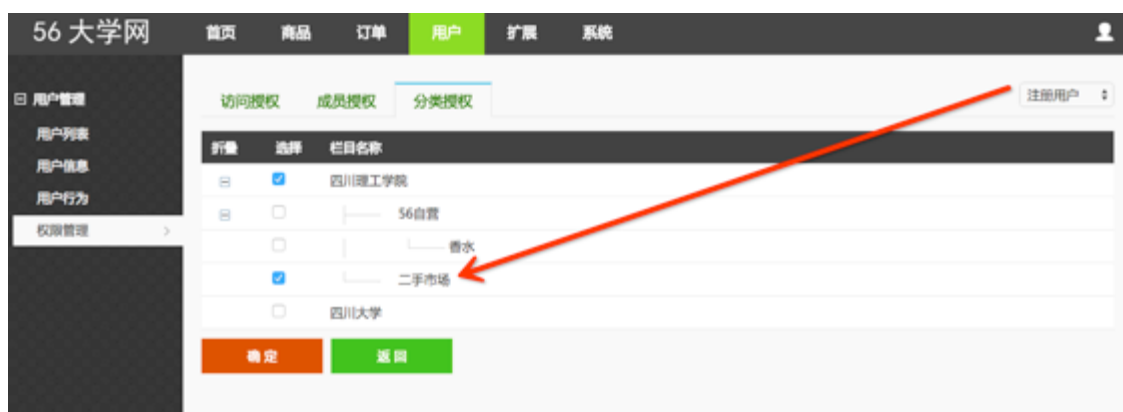 56 大学网
首页 商品 订单 用户 扩展 系统
用户管理
用户列表
用户信息
用户行为
权限管理
访问授权 成员授权 分类授权
注册用户
折叠 选择 栏目名称
四川理工学院
56自营
香水
二手市场
四川大学
确定 返回